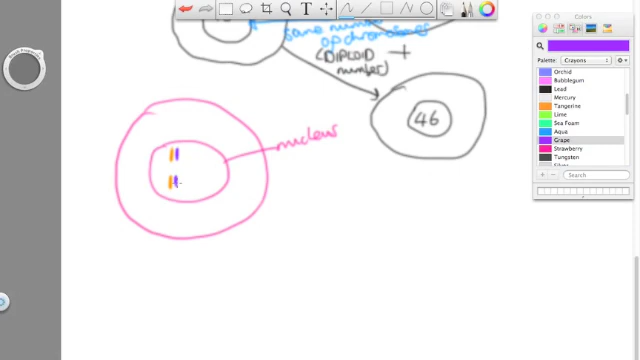 same number
of chromosomes
(DIPLOID
number)
46
nucleus
Colors
Palette: Crayons
Orchid
Bubblegum
Lead
Mercury
Tangerine
Lime
Sea Foam
Aqua
Grape
Strawberry
Tungsten
Search